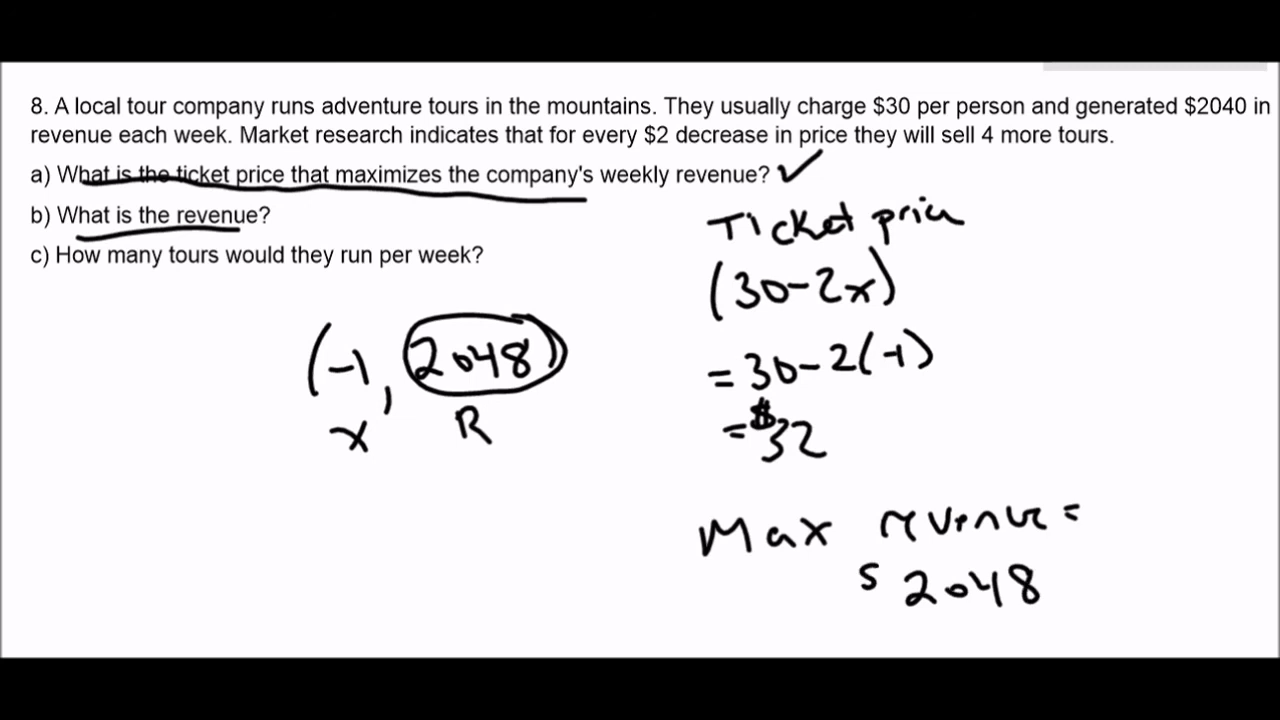 8. A local tour company runs adventure tours in the mountains. They usually charge $30 per person and generated $2040 in
revenue each week. Market research indicates that for every $2 decrease in price they will sell 4 more tours.
a) What is the ticket price that maximizes the company's weekly revenue? ✓
b) What is the revenue?
c) How many tours would they run per week?
Ticket price
(30-2x)
= 30-2(-1)
= $32
(-1, 2048)
x R
Max revenue =
$ 2048